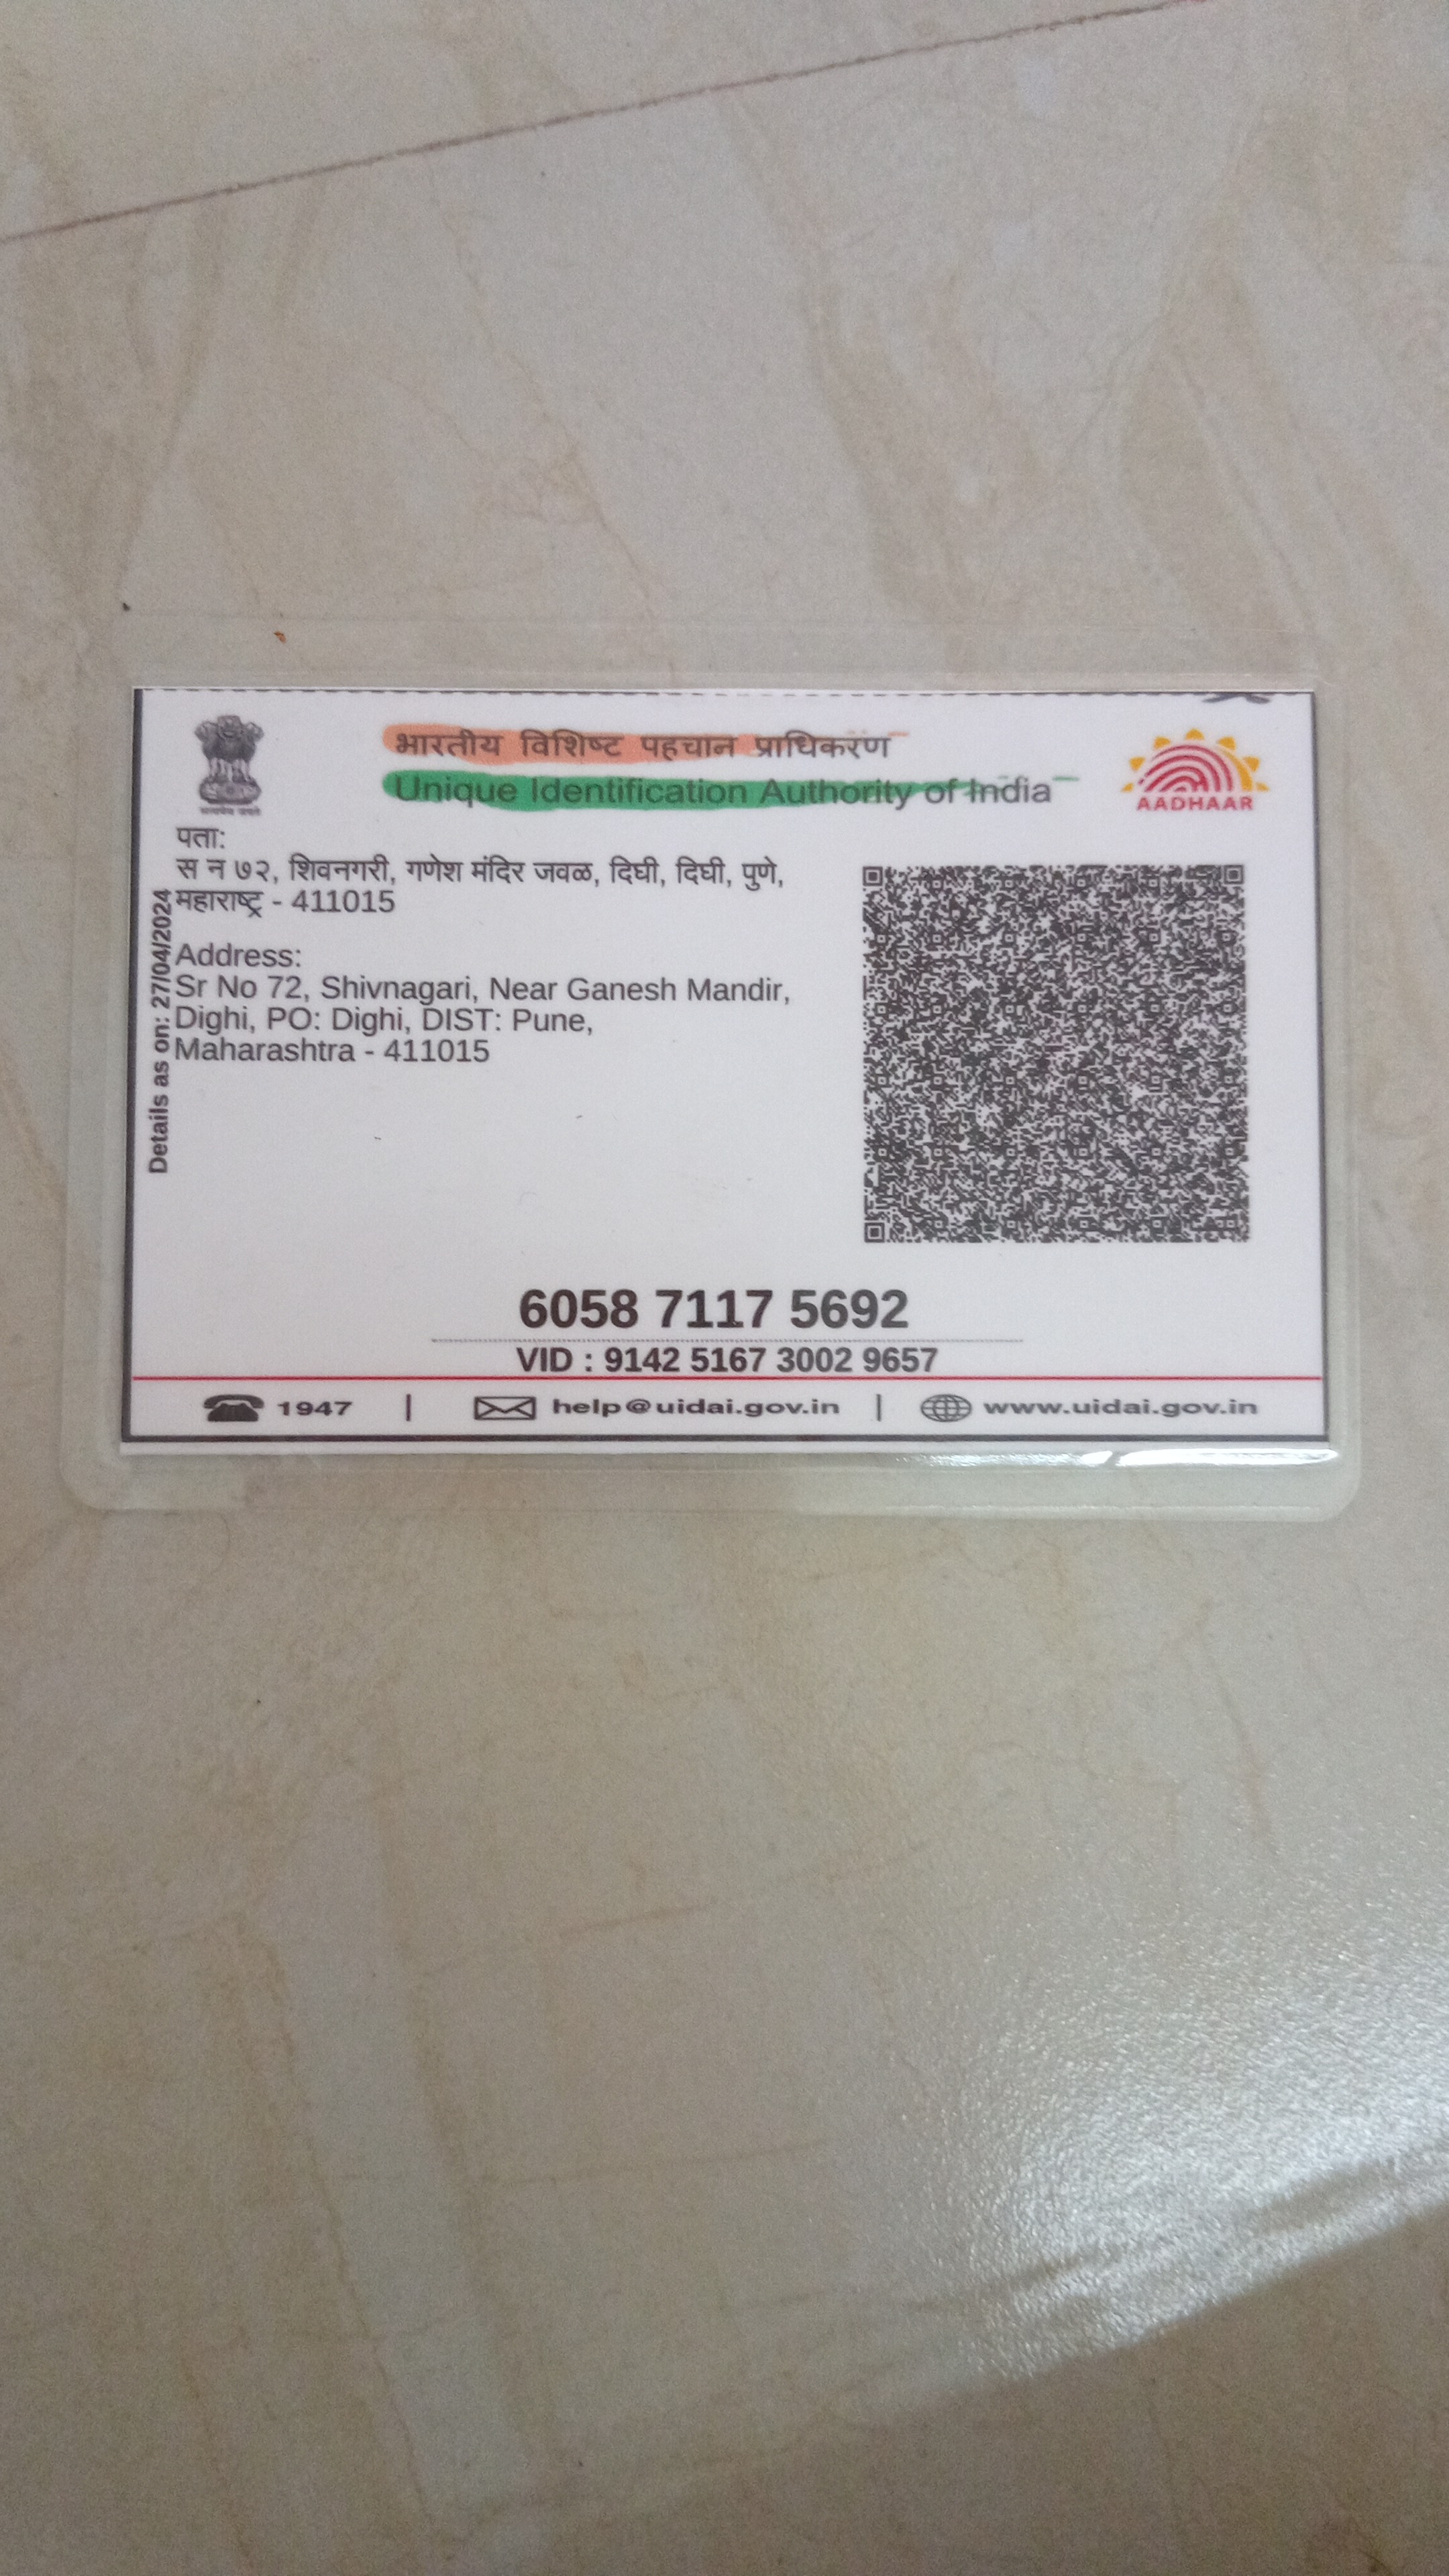 भारतीय विशिष्ट पहचान प्राधिकरण
Unique Identification Authority of India
AADHAAR
पता:
स न ७२, शिवनगरी, गणेश मंदिर जवळ, दिघी, दिघी, पुणे,
महाराष्ट्र - 411015
Address:
Sr No 72, Shivnagari, Near Ganesh Mandir,
Dighi, PO: Dighi, DIST: Pune,
Maharashtra - 411015
Details as on: 27/04/2024
6058 7117 5692
VID : 9142 5167 3002 9657
1947 | help@uidai.gov.in | www.uidai.gov.in